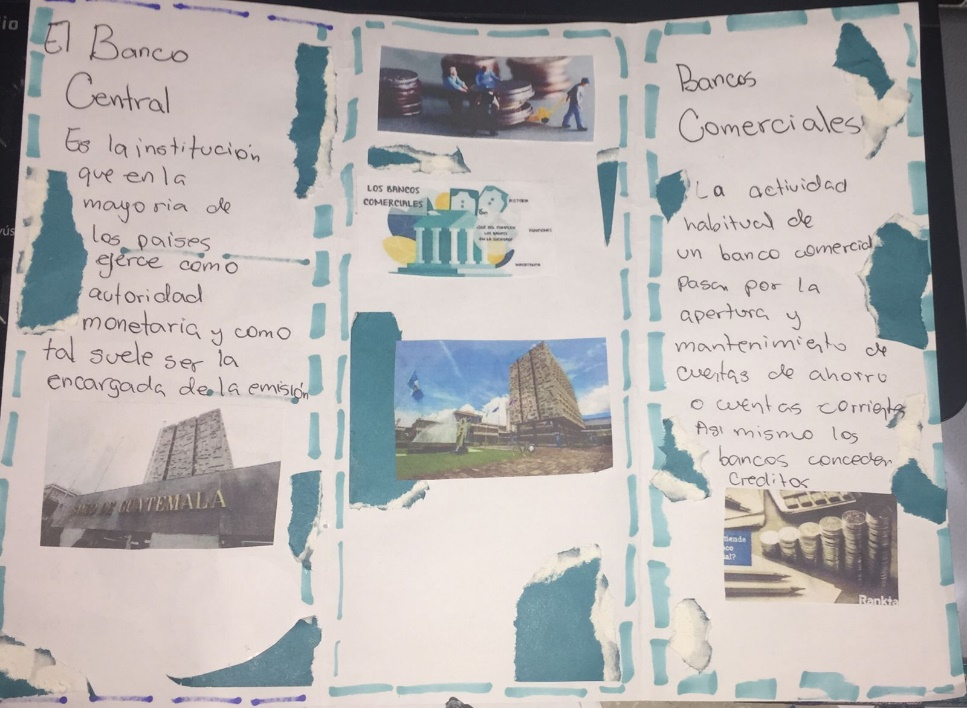 El Banco
Central
Es la institución
que en la
mayoria de
los paises
ejerce como
autoridad
monetaria y como
tal suele ser la
encargada de la emisión
GUATEMALA
LOS BANCOS
COMERCIALES
Bancos
Comerciales
La actividad
habitual de
un banco comercial
Pasan por la
apertura y
mantenimiento de
cuentas de ahorro
o cuentas corrientes
Asi mismo los
bancos conceden
Creditos
Rankia